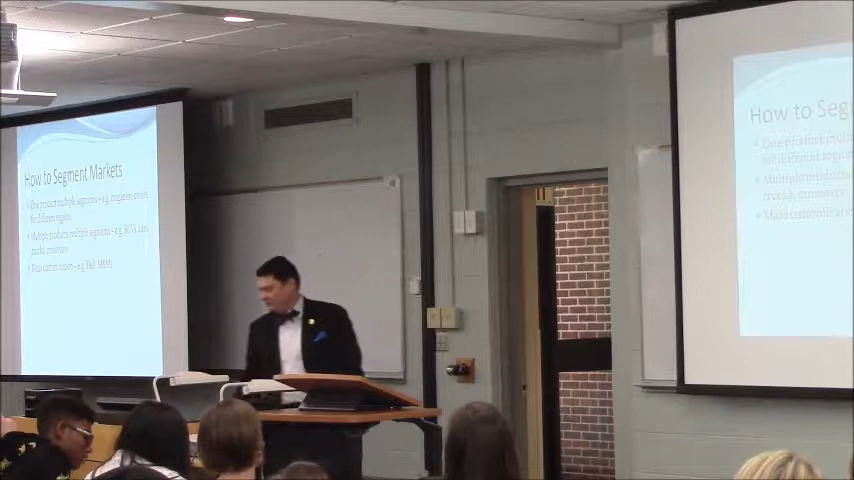 How to Segment Markets
• One product multiple segments – e.g. magazine covers
for different regions
• Multiple products multiple segments – e.g. SUVs, cars
trucks, crossovers
• Mass customization – e.g. Dell, M&Ms
How to Seg
• One product multip
for different region
• Multiple products
trucks, crossovers
• Mass customizatio